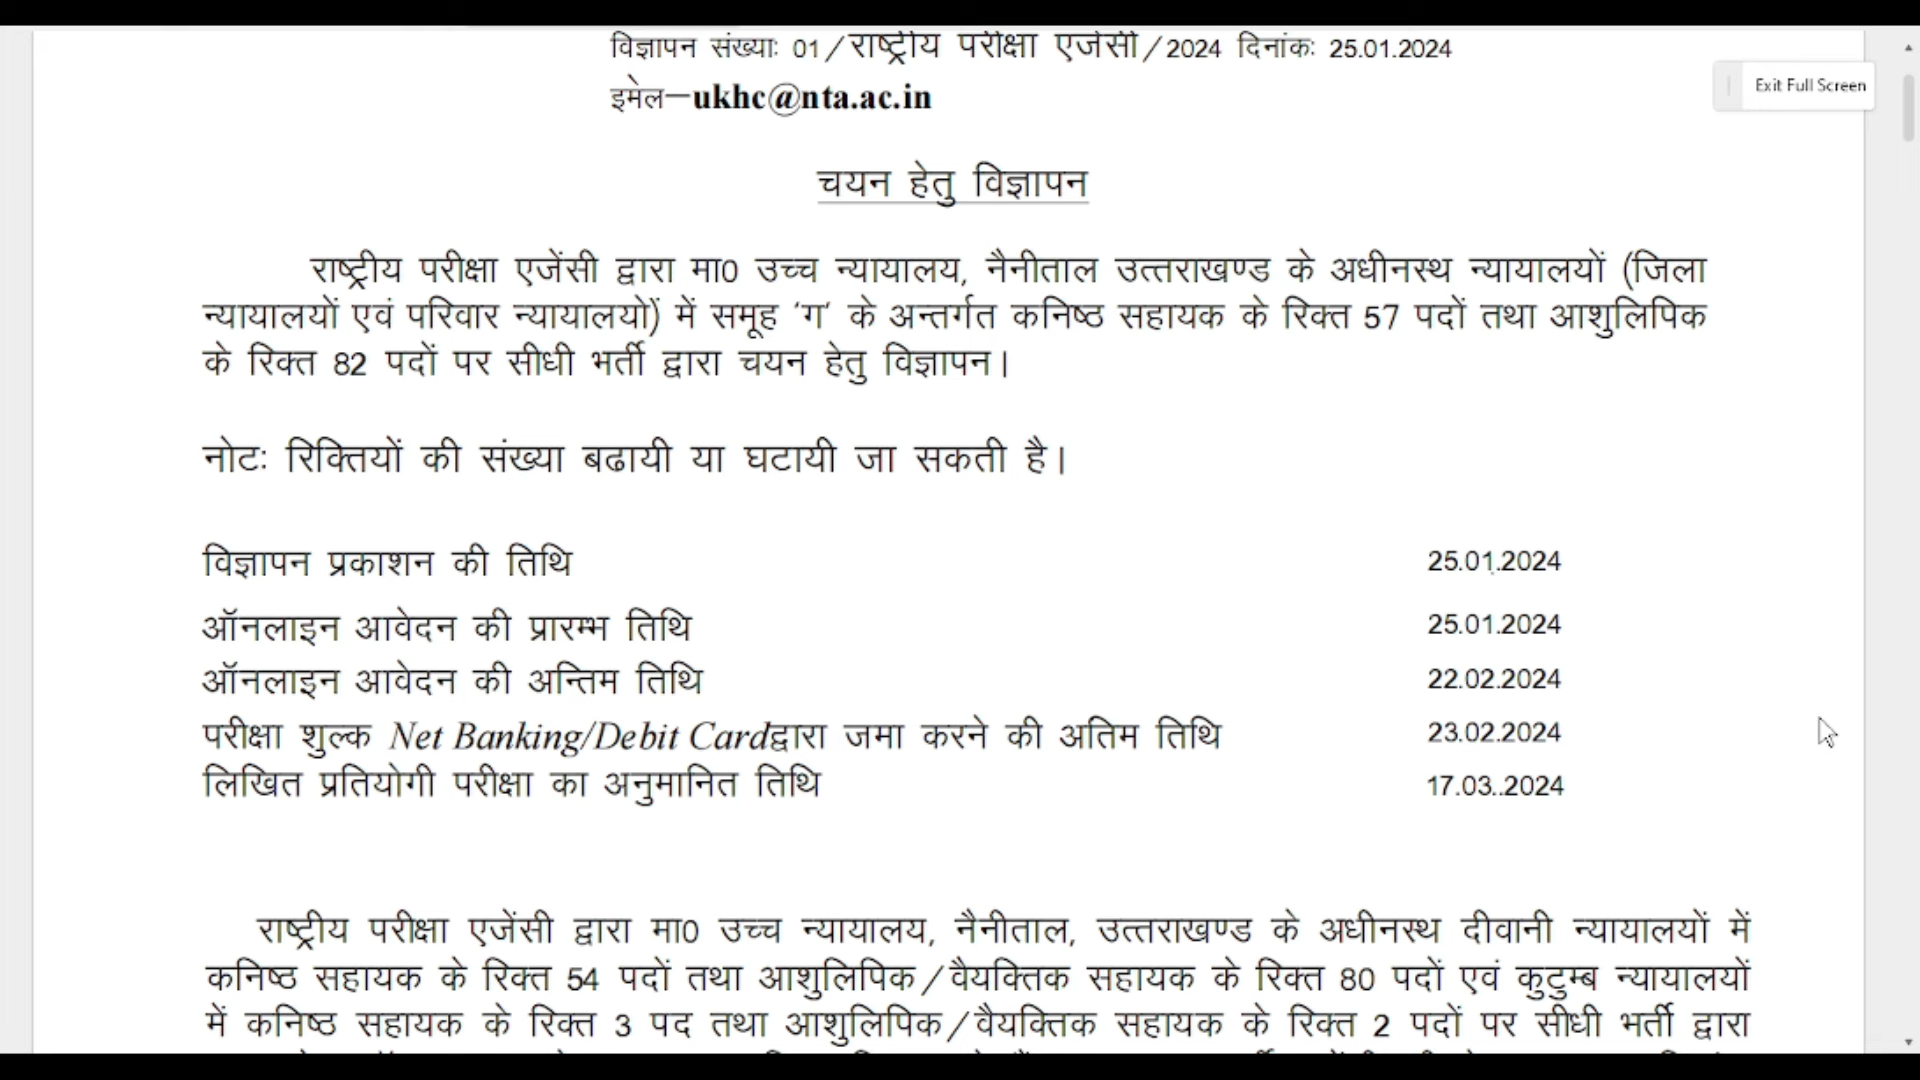 विज्ञापन संख्याः 01/राष्ट्रीय परीक्षा एजेंसी/2024 दिनांकः 25.01.2024
Exit Full Screen
इमेल—ukhc@nta.ac.in
चयन हेतु विज्ञापन
राष्ट्रीय परीक्षा एजेंसी द्वारा मा0 उच्च न्यायालय, नैनीताल उत्तराखण्ड के अधीनस्थ न्यायालयों (जिला
न्यायालयों एवं परिवार न्यायालयों) में समूह 'ग' के अन्तर्गत कनिष्ठ सहायक के रिक्त 57 पदों तथा आशुलिपिक
के रिक्त 82 पदों पर सीधी भर्ती द्वारा चयन हेतु विज्ञापन।
नोटः रिक्तियों की संख्या बढायी या घटायी जा सकती है।
विज्ञापन प्रकाशन की तिथि 25.01.2024
ऑनलाइन आवेदन की प्रारम्भ तिथि 25.01.2024
ऑनलाइन आवेदन की अन्तिम तिथि 22.02.2024
परीक्षा शुल्क Net Banking/Debit Cardद्वारा जमा करने की अतिम तिथि 23.02.2024
लिखित प्रतियोगी परीक्षा का अनुमानित तिथि 17.03..2024
राष्ट्रीय परीक्षा एजेंसी द्वारा मा0 उच्च न्यायालय, नैनीताल, उत्तराखण्ड के अधीनस्थ दीवानी न्यायालयों में
कनिष्ठ सहायक के रिक्त 54 पदों तथा आशुलिपिक/वैयक्तिक सहायक के रिक्त 80 पदों एवं कुटुम्ब न्यायालयों
में कनिष्ठ सहायक के रिक्त 3 पद तथा आशुलिपिक/वैयक्तिक सहायक के रिक्त 2 पदों पर सीधी भर्ती द्वारा